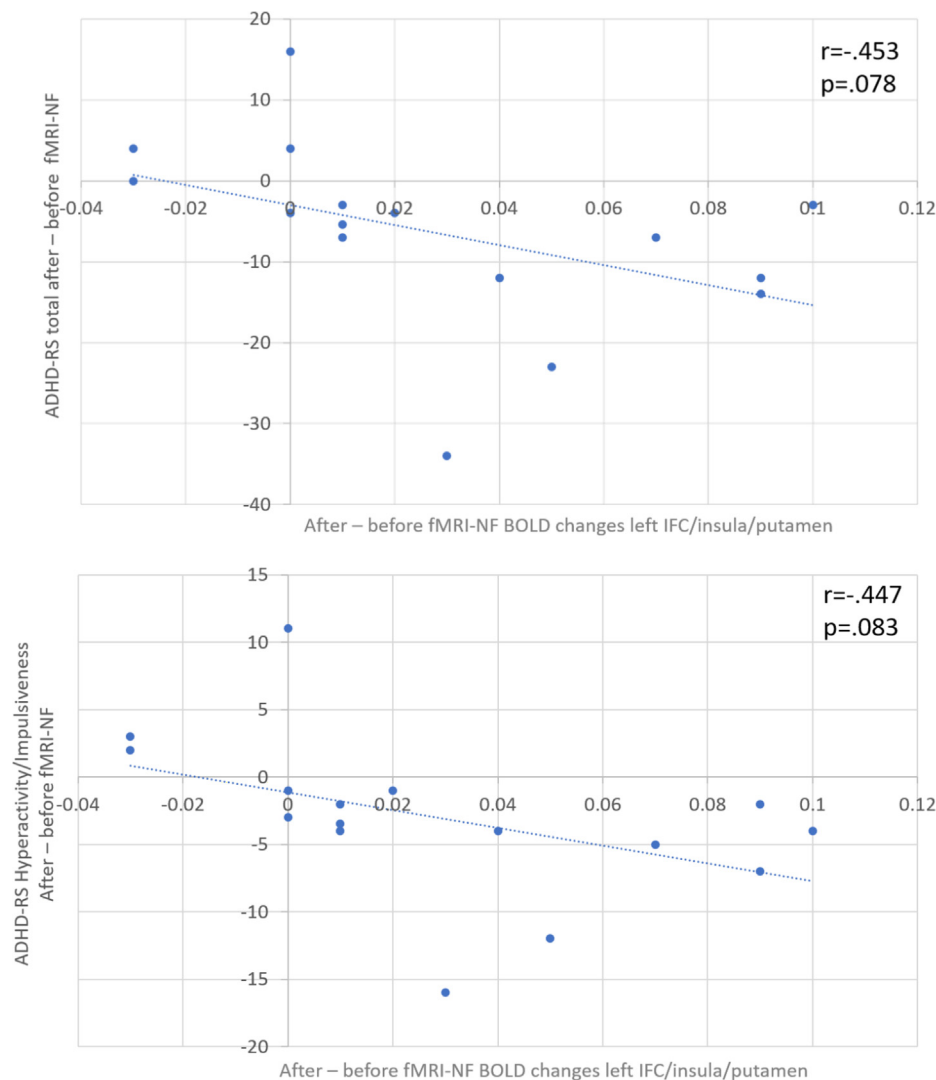 20
10
0
-10
-20
-30
-40
-0.04 -0.02 0 0.02 0.04 0.06 0.08 0.1 0.12
r=-.453
p=.078
ADHD-RS total after – before fMRI-NF
After – before fMRI-NF BOLD changes left IFC/insula/putamen
15
10
5
0
-5
-10
-15
-20
-0.04 -0.02 0 0.02 0.04 0.06 0.08 0.1 0.12
r=-.447
p=.083
ADHD-RS Hyperactivity/Impulsiveness
After – before fMRI-NF
After – before fMRI-NF BOLD changes left IFC/insula/putamen